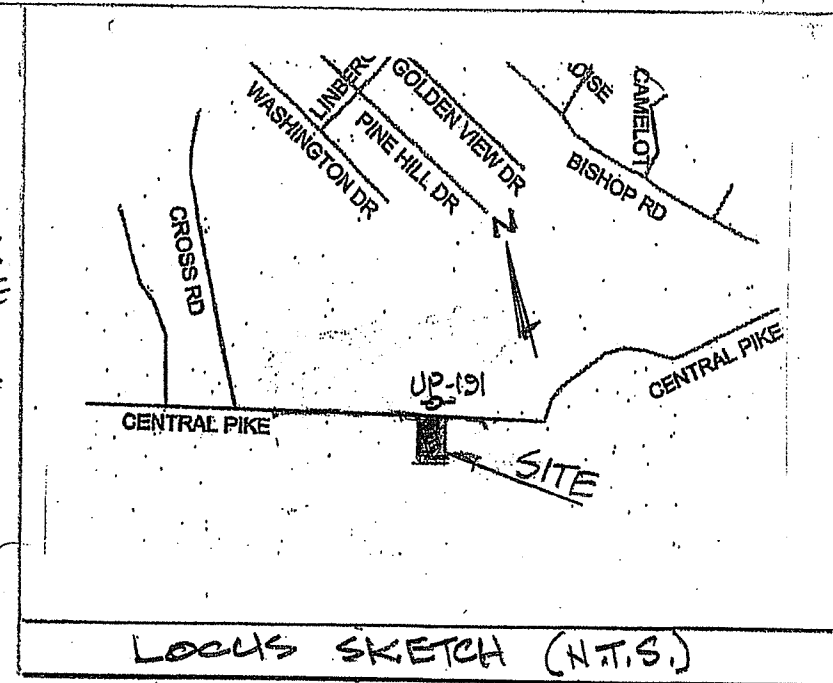 GOLDEN VIEW DR
CAMELOT
WASHINGTON DR
PINE HILL DR
BISHOP RD
N
CROSS RD
CENTRAL PIKE
UP-191
CENTRAL PIKE
SITE
LOCUS SKETCH (N.T.S.)